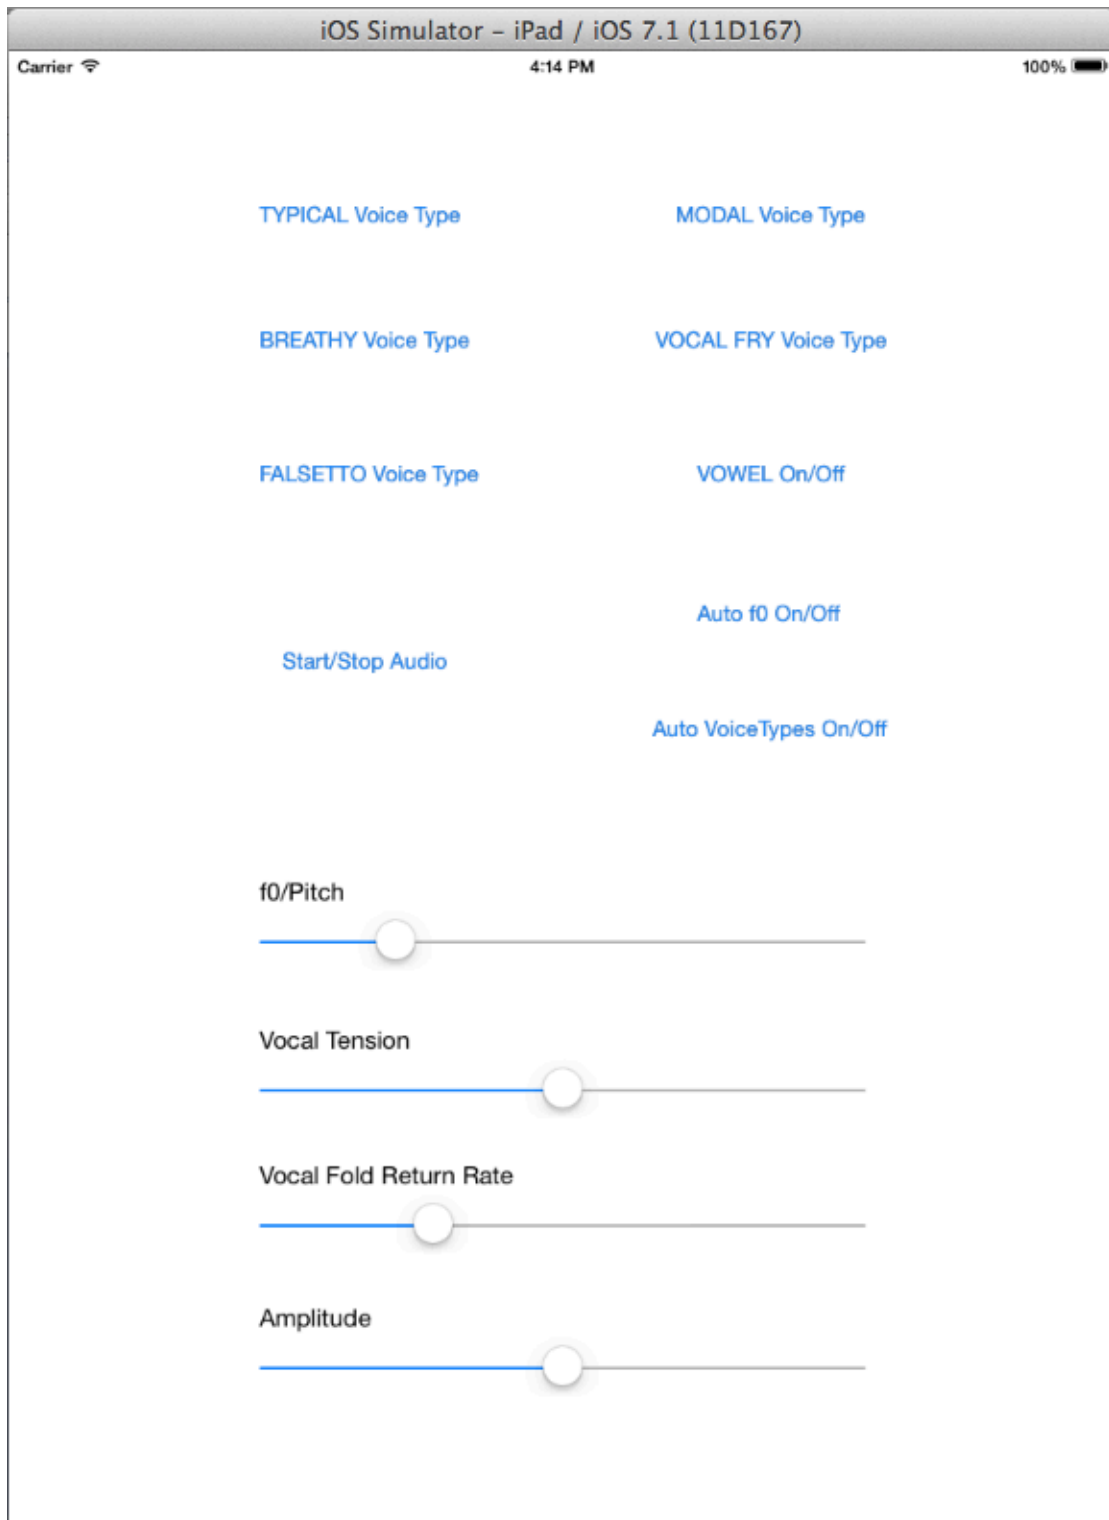 iOS Simulator – iPad / iOS 7.1 (11D167)
Carrier 4:14 PM 100%
TYPICAL Voice Type MODAL Voice Type
BREATHY Voice Type VOCAL FRY Voice Type
FALSETTO Voice Type VOWEL On/Off
Auto f0 On/Off
Start/Stop Audio
Auto VoiceTypes On/Off
f0/Pitch
Vocal Tension
Vocal Fold Return Rate
Amplitude